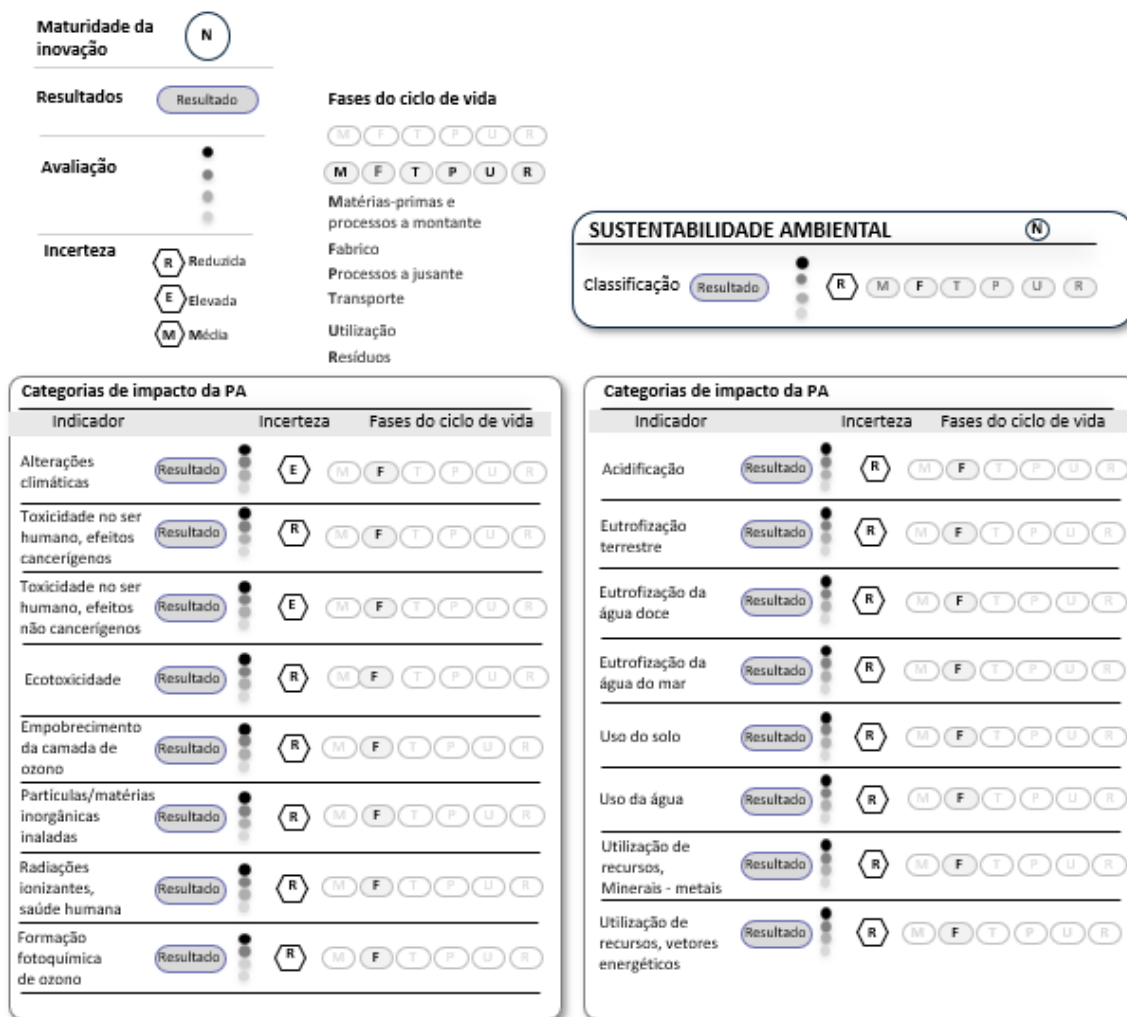 Maturidade da
inovação
N
Resultados
Resultado
Avaliação
Incerteza
R Reduzida
E Elevada
M Média
Fases do ciclo de vida
M F T P U R
M F T P U R
Matérias-primas e
processos a montante
Fabrico
Processos a jusante
Transporte
Utilização
Resíduos
SUSTENTABILIDADE AMBIENTAL N
Classificação Resultado R M F T P U R
Categorias de impacto da PA
Indicador Incerteza Fases do ciclo de vida
Alterações
climáticas
Resultado E M F T P U R
Toxicidade no ser
humano, efeitos
cancerígenos
Resultado R M F T P U R
Toxicidade no ser
humano, efeitos
não cancerígenos
Resultado E M F T P U R
Ecotoxicidade
Resultado R M F T P U R
Empobrecimento
da camada de
ozono
Resultado R M F T P U R
Partículas/matérias
inorgânicas
inaladas
Resultado R M F T P U R
Radiações
ionizantes,
saúde humana
Resultado R M F T P U R
Formação
fotoquímica
de ozono
Resultado R M F T P U R
Categorias de impacto da PA
Indicador Incerteza Fases do ciclo de vida
Acidificação
Resultado R M F T P U R
Eutrofização
terrestre
Resultado R M F T P U R
Eutrofização da
água doce
Resultado R M F T P U R
Eutrofização da
água do mar
Resultado R M F T P U R
Uso do solo
Resultado R M F T P U R
Uso da água
Resultado R M F T P U R
Utilização de
recursos,
Minerais - metais
Resultado R M F T P U R
Utilização de
recursos, vetores
energéticos
Resultado R M F T P U R